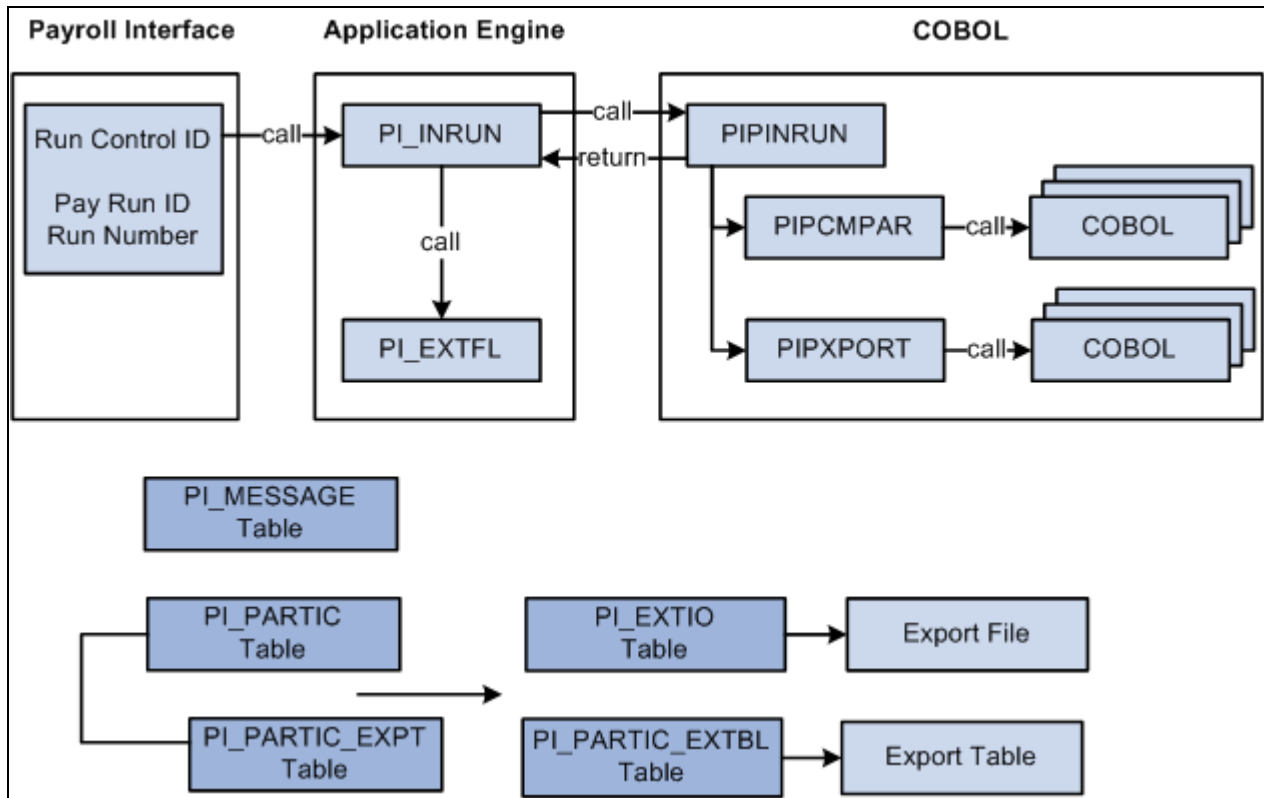 Payroll Interface
Application Engine
COBOL
Run Control ID
Pay Run ID
Run Number
call
PI_INRUN
call
return
PIPINRUN
call
PI_EXTFL
PIPCMPAR
call
COBOL
PIPXPORT
call
COBOL
PI_MESSAGE
Table
PI_PARTIC
Table
PI_EXTIO
Table
Export File
PI_PARTIC_EXPT
Table
PI_PARTIC_EXTBL
Table
Export Table